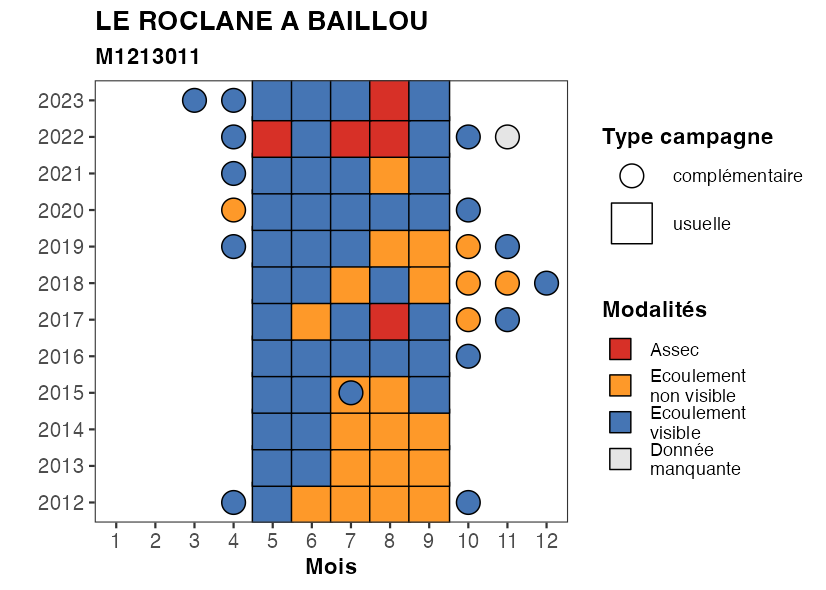 LE ROCLANE A BAILLOU
M1213011
2023
2022
2021
2020
2019
2018
2017
2016
2015
2014
2013
2012
1 2 3 4 5 6 7 8 9 10 11 12
Mois
Type campagne
complémentaire
usuelle
Modalités
Assec
Ecoulement
non visible
Ecoulement
visible
Donnée
manquante